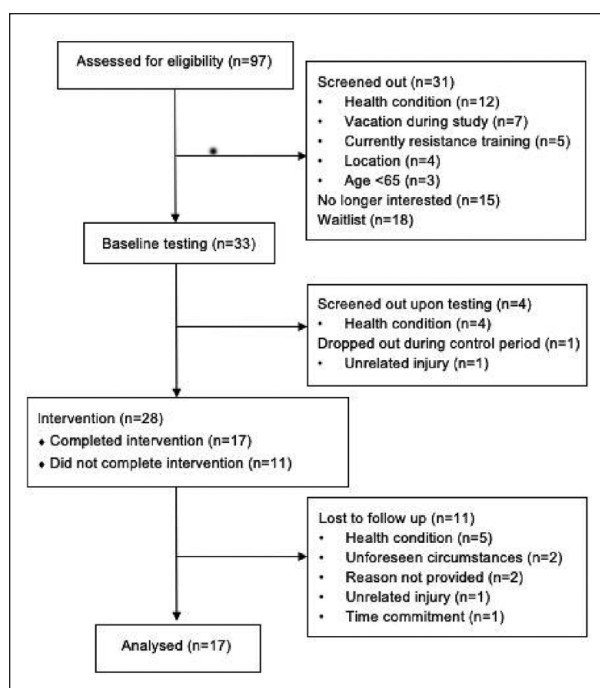 Assessed for eligibility (n=97)
Screened out (n=31)
• Health condition (n=12)
• Vacation during study (n=7)
• Currently resistance training (n=5)
• Location (n=4)
• Age <65 (n=3)
No longer interested (n=15)
Waitlist (n=18)
Baseline testing (n=33)
Screened out upon testing (n=4)
• Health condition (n=4)
Dropped out during control period (n=1)
• Unrelated injury (n=1)
Intervention (n=28)
♦ Completed intervention (n=17)
♦ Did not complete intervention (n=11)
Lost to follow up (n=11)
• Health condition (n=5)
• Unforeseen circumstances (n=2)
• Reason not provided (n=2)
• Unrelated injury (n=1)
• Time commitment (n=1)
Analysed (n=17)